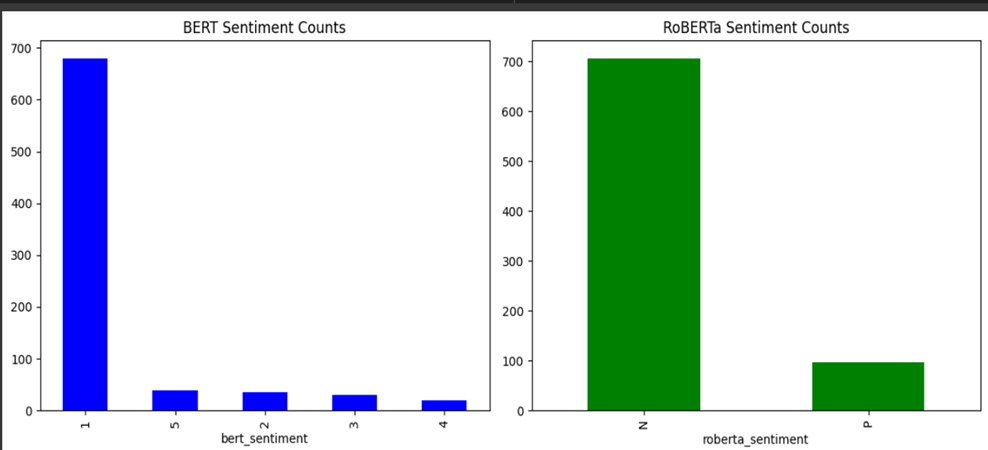 BERT Sentiment Counts
700
600
500
400
300
200
100
0
1 5 2 3 4
bert_sentiment
RoBERTa Sentiment Counts
700
600
500
400
300
200
100
0
N P
roberta_sentiment